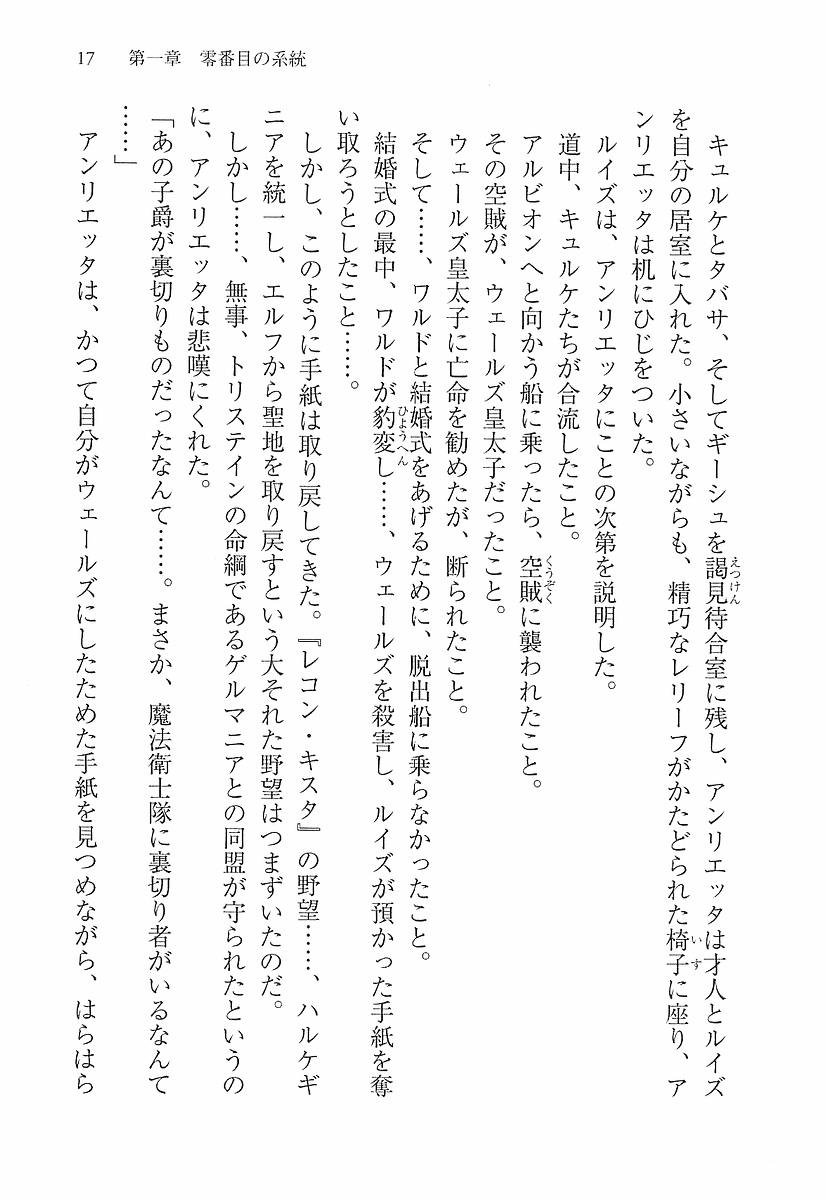 17　第一章　零番目の系統
キュルケとタバサ、そしてギーシュを謁見待合室に残し、アンリエッタは才人とルイズ
を自分の居室に入れた。小さいながらも、精巧なレリーフがかたどられた椅子に座り、ア
ンリエッタは机にひじをついた。
ルイズは、アンリエッタにことの次第を説明した。
道中、キュルケたちが合流したこと。
アルビオンへと向かう船に乗ったら、空賊に襲われたこと。
その空賊が、ウェールズ皇太子だったこと。
ウェールズ皇太子に亡命を勧めたが、断られたこと。
そして……、ワルドと結婚式をあげるために、脱出船に乗らなかったこと。
結婚式の最中、ワルドが豹変し……、ウェールズを殺害し、ルイズが預かった手紙を奪
い取ろうとしたこと……。
しかし、このように手紙は取り戻してきた。『レコン・キスタ』の野望……、ハルケギ
ニアを統一し、エルフから聖地を取り戻すという大それた野望はつまずいたのだ。
しかし……、無事、トリステインの命綱であるゲルマニアとの同盟が守られたというの
に、アンリエッタは悲嘆にくれた。
「あの子爵が裏切りものだったなんて……。まさか、魔法衛士隊に裏切り者がいるなんて
……」
アンリエッタは、かつて自分がウェールズにしたためた手紙を見つめながら、はらはら